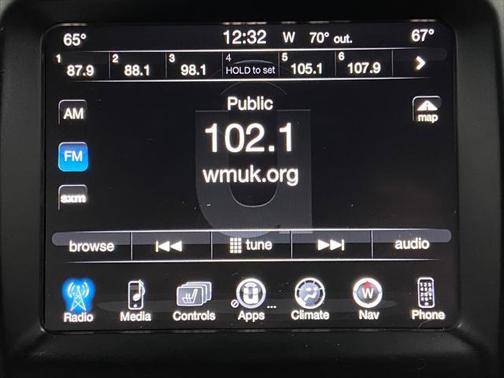 65° 12:32 W 70° out. 67°
1 87.9 2 88.1 3 98.1 4 HOLD to set 5 105.1 6 107.9
Public
AM
102.1
map
FM
wmuk.org
sxm
browse tune audio
Radio Media Controls Apps ... Climate Nav Phone
W